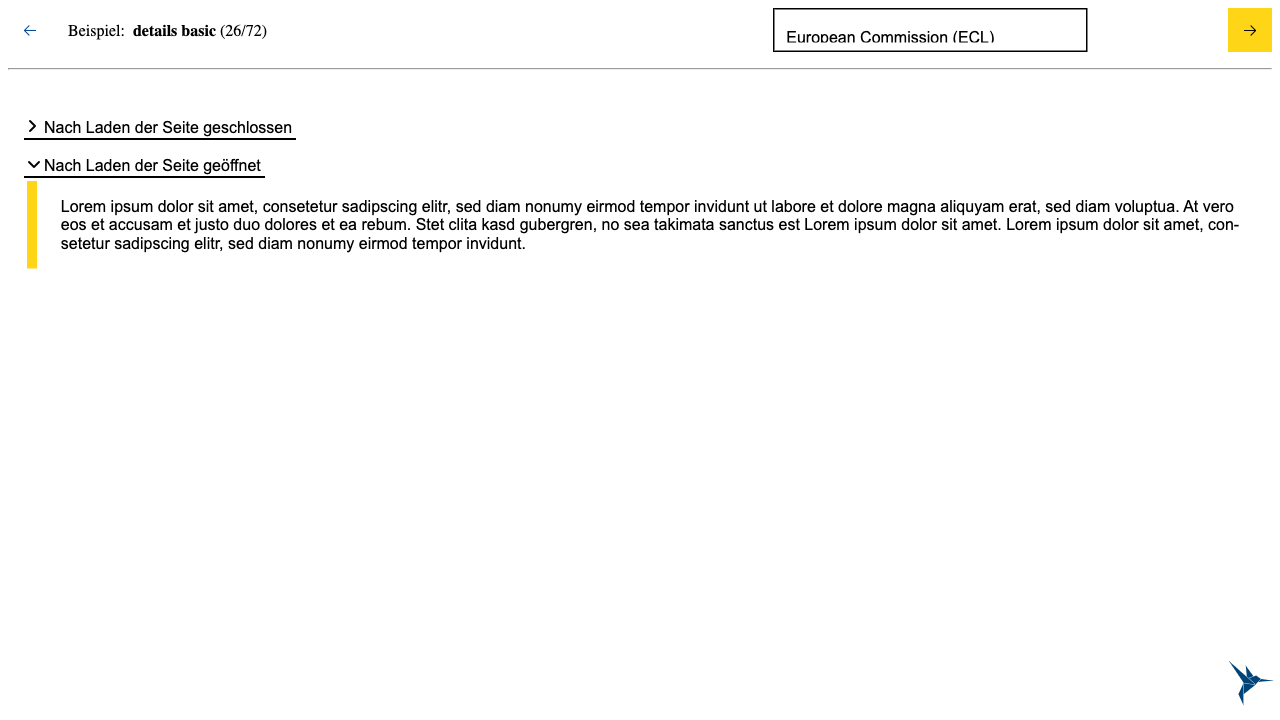 Beispiel: details basic (26/72)
European Commission (ECL)
Nach Laden der Seite geschlossen
Nach Laden der Seite geöffnet
Lorem ipsum dolor sit amet, consetetur sadipscing elitr, sed diam nonumy eirmod tempor invidunt ut labore et dolore magna aliquyam erat, sed diam voluptua. At vero
eos et accusam et justo duo dolores et ea rebum. Stet clita kasd gubergren, no sea takimata sanctus est Lorem ipsum dolor sit amet. Lorem ipsum dolor sit amet, con-
setetur sadipscing elitr, sed diam nonumy eirmod tempor invidunt.